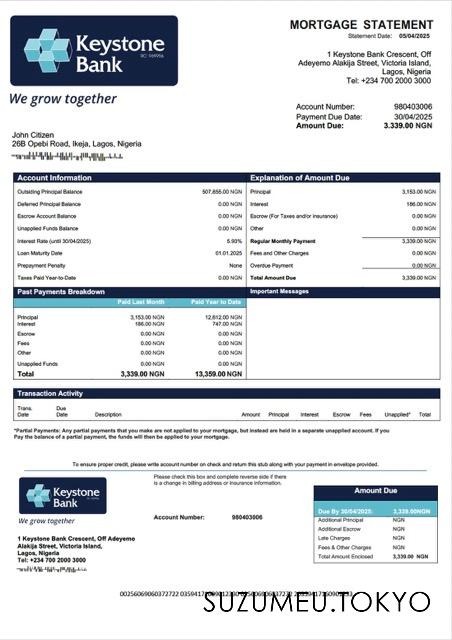 Keystone
Bank
RC: 869956
We grow together
MORTGAGE STATEMENT
Statement Date: 05/04/2025
1 Keystone Bank Crescent, Off
Adeyemo Alakija Street, Victoria Island,
Lagos, Nigeria
Tel: +234 700 2000 3000
Account Number: 980403006
Payment Due Date: 30/04/2025
Amount Due: 3.339.00 NGN
John Citizen
26B Opebi Road, Ikeja, Lagos, Nigeria
Account Information
Outsiding Principal Balance 507,855.00 NGN
Deferred Principal Balance 0.00 NGN
Escrow Account Balance 0.00 NGN
Unapplied Funds Balance 0.00 NGN
Interest Rate (until 30/04/2025) 5.93%
Loan Maturity Date 01.01.2025
Prepayment Penalty None
Taxes Paid Year-to-Date 0.00 NGN
Explanation of Amount Due
Principal 3,153.00 NGN
Interest 186.00 NGN
Escrow (For Taxes and/or insurance) 0.00 NGN
Other 0.00 NGN
Regular Monthly Payment 3,339.00 NGN
Fees and Other Charges 0.00 NGN
Overdue Payment 0.00 NGN
Total Amount Due 3,339.00 NGN
Past Payments Breakdown
Paid Last Month Paid Year to Date
Principal 3,153.00 NGN 12,612.00 NGN
Interest 186.00 NGN 747.00 NGN
Escrow 0.00 NGN 0.00 NGN
Fees 0.00 NGN 0.00 NGN
Other 0.00 NGN 0.00 NGN
Unapplied Funds 0.00 NGN 0.00 NGN
Total 3,339.00 NGN 13,359.00 NGN
Important Messages
Transaction Activity
Trans. Date Due Date Description Amount Principal Interest Escrow Fees Unapplied* Total
*Partial Payments: Any partial payments that you make are not applied to your mortgage, but instead are held in a separate unapplied account. If you
Pay the balance of a partial payment, the funds will then be applied to your mortgage.
To ensure proper credit, please write account number on check and return this stub along with your payment in envelope provided.
Keystone
Bank
We grow together
1 Keystone Bank Crescent, Off Adeyemo
Alakija Street, Victoria Island,
Lagos, Nigeria
Tel: +234 700 2000 3000
Please check this box and complete reverse side if there
is a change in billing address or insurance information.
Account Number: 980403006
Amount Due
Due By 30/04/2025: 3,339.00NGN
Additional Principal NGN
Additional Escrow NGN
Late Charges NGN
Fees & Other Charges NGN
Total Amount Enclosed 3,339.00 NGN
SUZUMEU.TOKYO